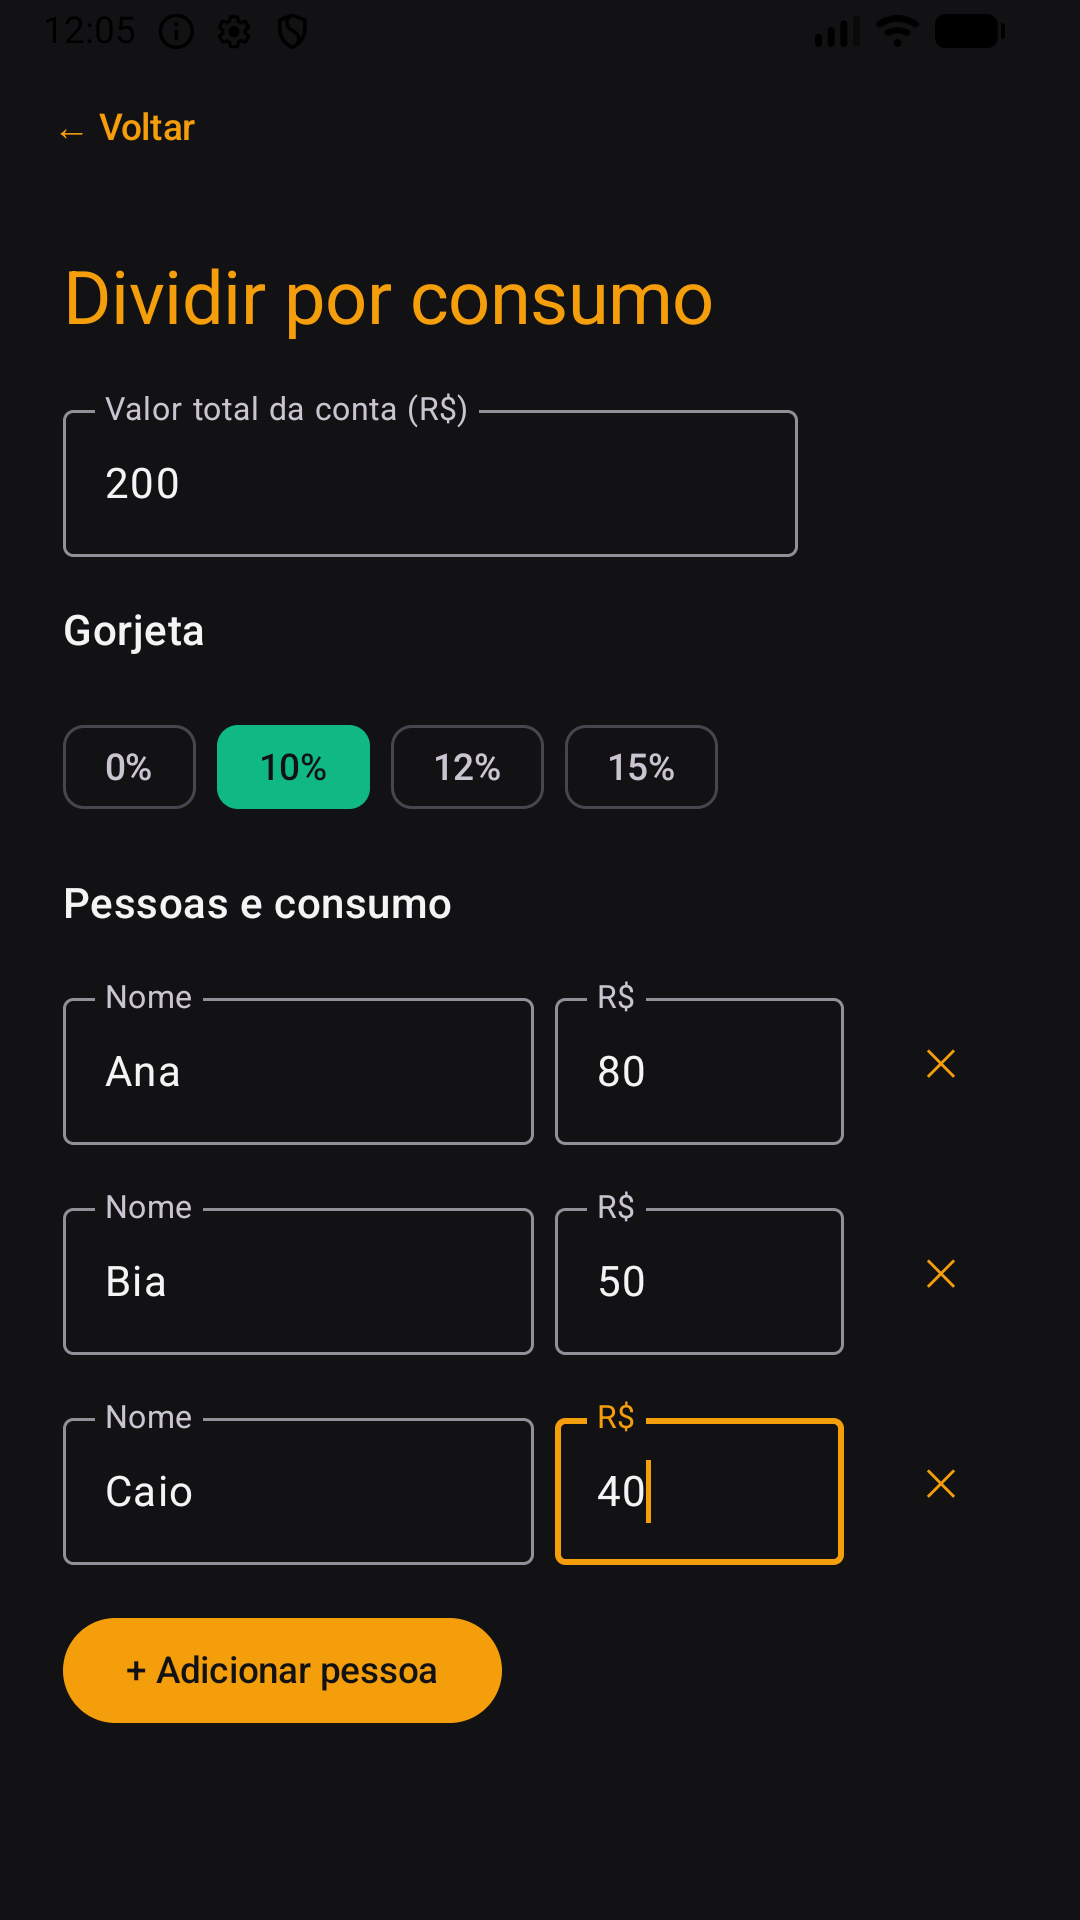 12:05
← Voltar
Dividir por consumo
Valor total da conta (R$)
200
Gorjeta
0% 10% 12% 15%
Pessoas e consumo
Nome R$
Ana 80
Nome R$
Bia 50
Nome R$
Caio 40
+ Adicionar pessoa